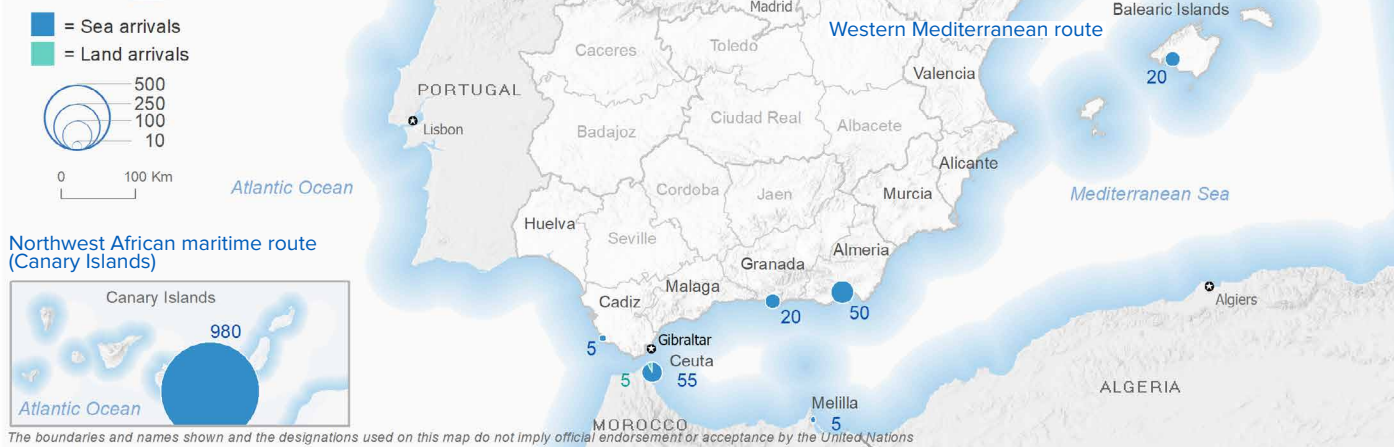 Madrid
Balearic Islands
= Sea arrivals
Western Mediterranean route
Caceres
Toledo
= Land arrivals
Valencia
20
500
PORTUGAL
250
100
Ciudad Real
Lisbon
Badajoz
Albacete
10
0 100 Km
Alicante
Atlantic Ocean
Cordoba
Jaen
Murcia
Mediterranean Sea
Huelva
Seville
Northwest African maritime route
(Canary Islands)
Almeria
Granada
Malaga
Canary Islands
Cadiz
Algiers
980
20
50
5
Gibraltar
Ceuta
5
55
ALGERIA
Atlantic Ocean
Melilla
5
MOROCCO
The boundaries and names shown and the designations used on this map do not imply official endorsement or acceptance by the United Nations